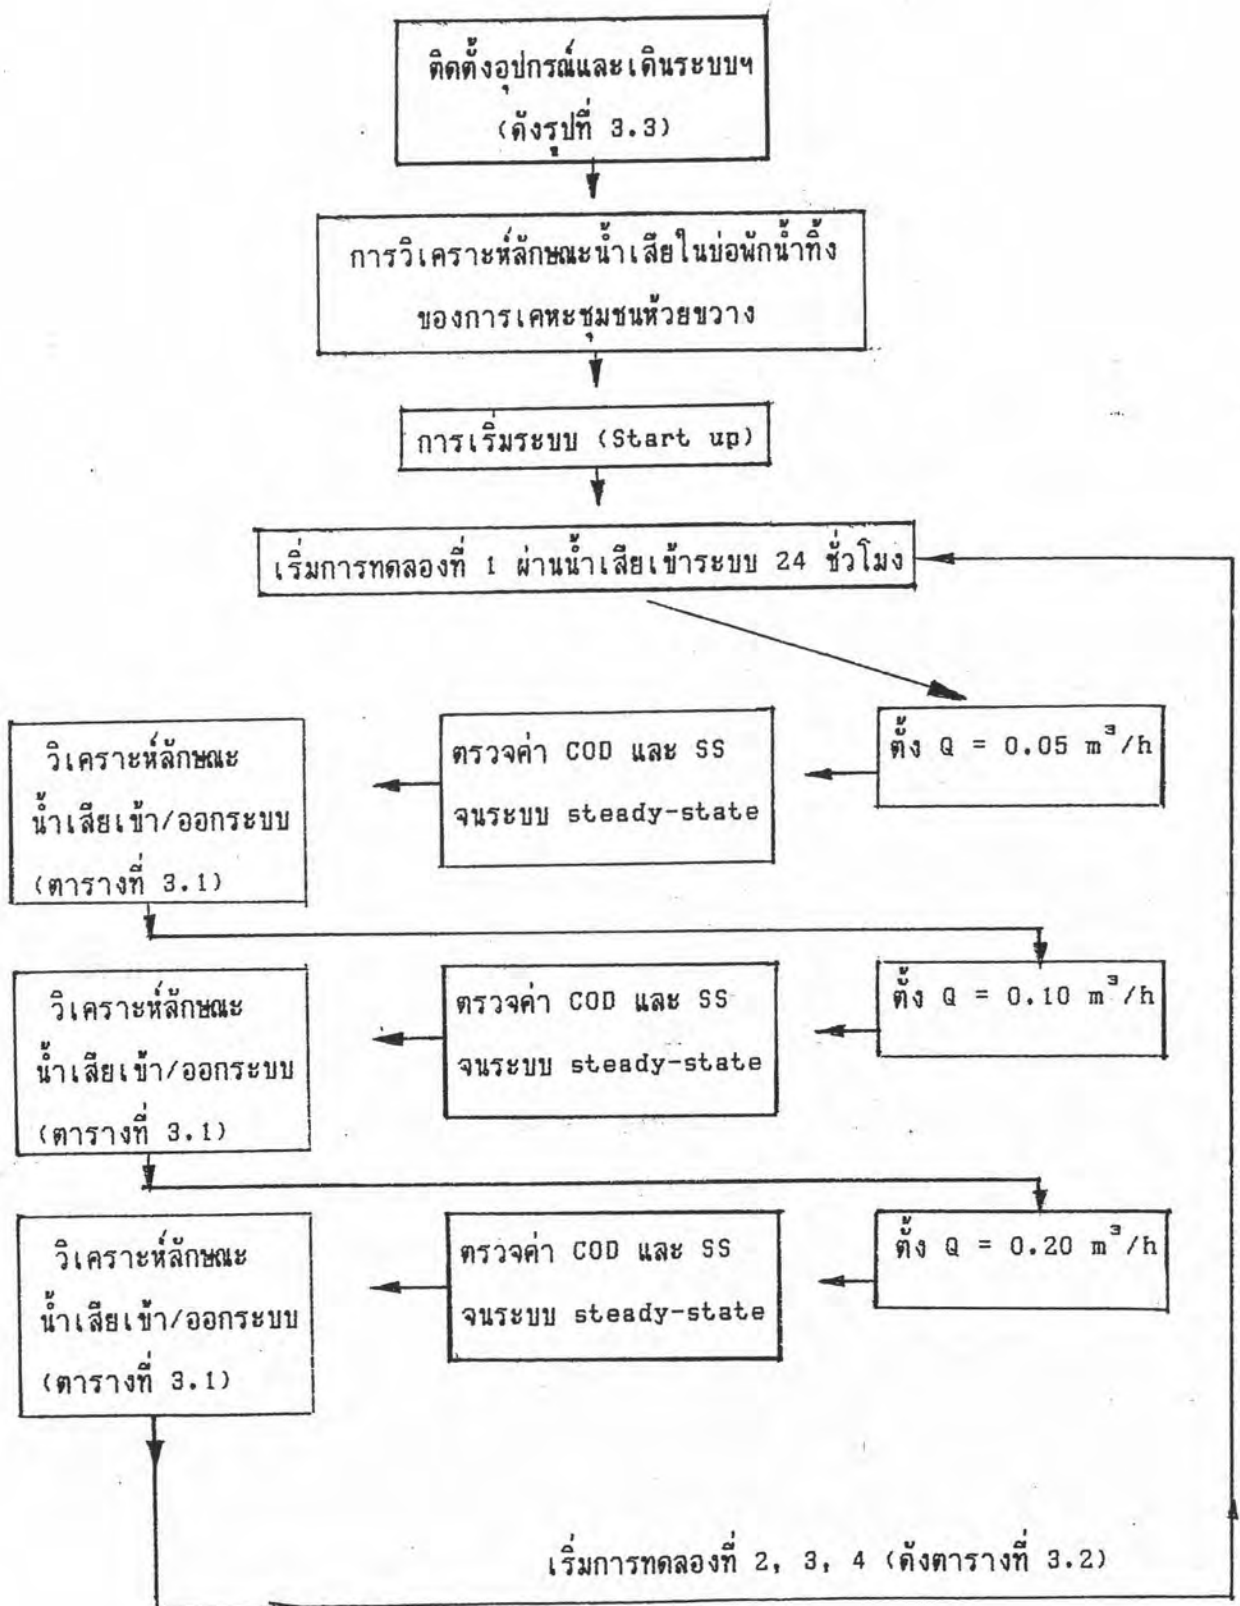 ติดตั้งอุปกรณ์และเดินระบบฯ
(ดังรูปที่ 3.3)
การวิเคราะห์ลักษณะน้ำเสียในบ่อพักน้ำทิ้ง
ของการเคหะชุมชนห้วยขวาง
การเริ่มระบบ (Start up)
เริ่มการทดลองที่ 1 ผ่านน้ำเสียเข้าระบบ 24 ชั่วโมง
ตั้ง Q = 0.05 m³/h
ตรวจค่า COD และ SS
จนระบบ steady-state
วิเคราะห์ลักษณะ
น้ำเสียเข้า/ออกระบบ
(ตารางที่ 3.1)
ตั้ง Q = 0.10 m³/h
ตรวจค่า COD และ SS
จนระบบ steady-state
วิเคราะห์ลักษณะ
น้ำเสียเข้า/ออกระบบ
(ตารางที่ 3.1)
ตั้ง Q = 0.20 m³/h
ตรวจค่า COD และ SS
จนระบบ steady-state
วิเคราะห์ลักษณะ
น้ำเสียเข้า/ออกระบบ
(ตารางที่ 3.1)
เริ่มการทดลองที่ 2, 3, 4 (ดังตารางที่ 3.2)